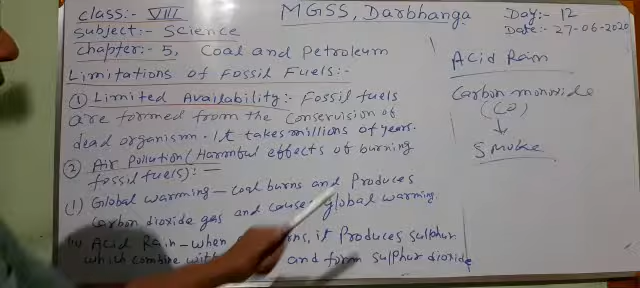 class:- VIII
MGSS, Darbhanga
Day:- 12
Subject:- Science
Date:- 27-06-2020
Chapter:- 5, Coal and Petroleum
Limitations of Fossil Fuels:-
① Limited Availability:- Fossil fuels
are formed from the conservision of
dead organism. It takes millions of years.
② Air Pollution (Harmful effects of burning
fossil fuels):-
(i) Global warming - coal burns and Produces
carbon dioxide gas and causes global warming.
(ii) Acid Rain - When it Produces sulphur
which combine with and form sulphur dioxide
Acid Rain
Carbon monoxide
(CO)
↓
Smoke